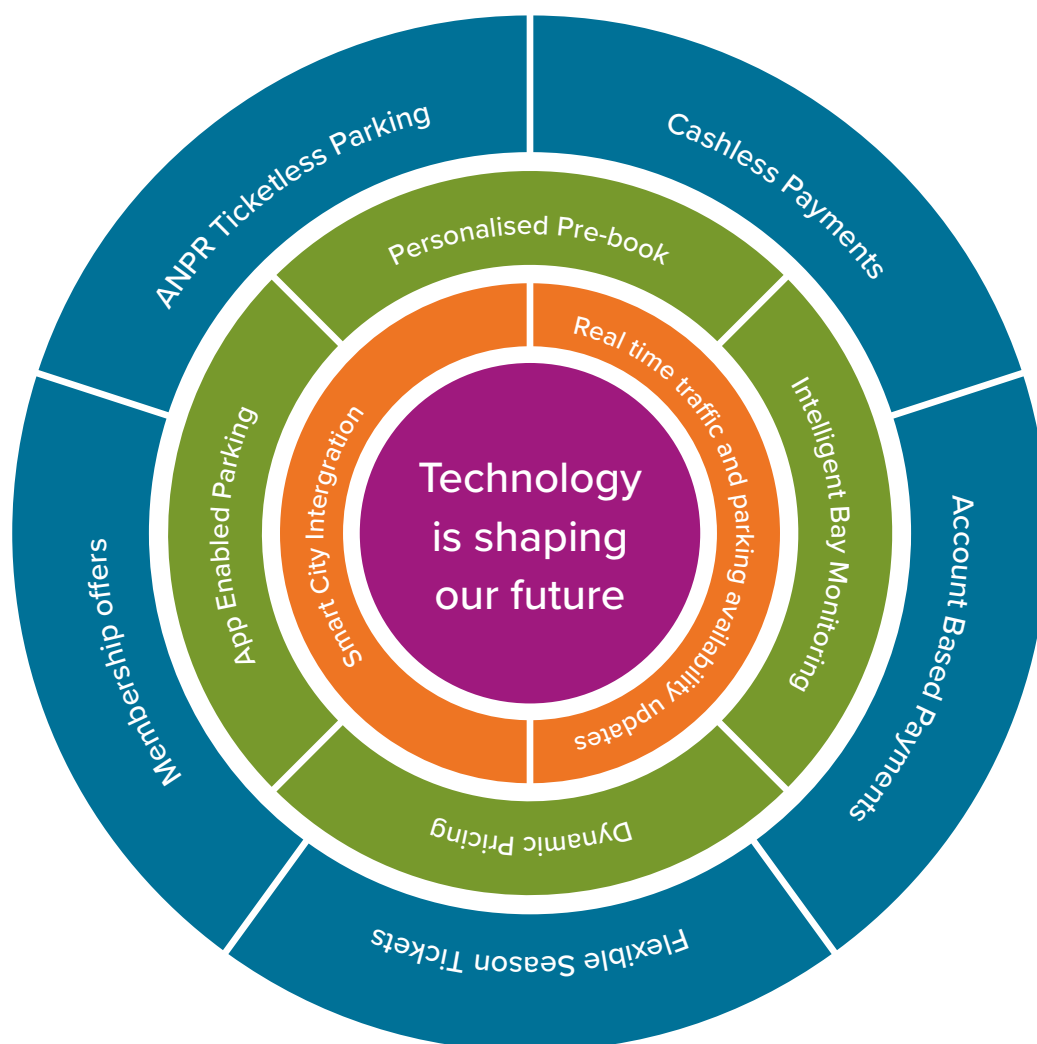 Technology
is shaping
our future
Real time traffic and parking availability updates
Smart City Intergration
Personalised Pre-book
Intelligent Bay Monitoring
Dynamic Pricing
App Enabled Parking
Cashless Payments
Account Based Payments
Flexible Season Tickets
Membership offers
ANPR Ticketless Parking